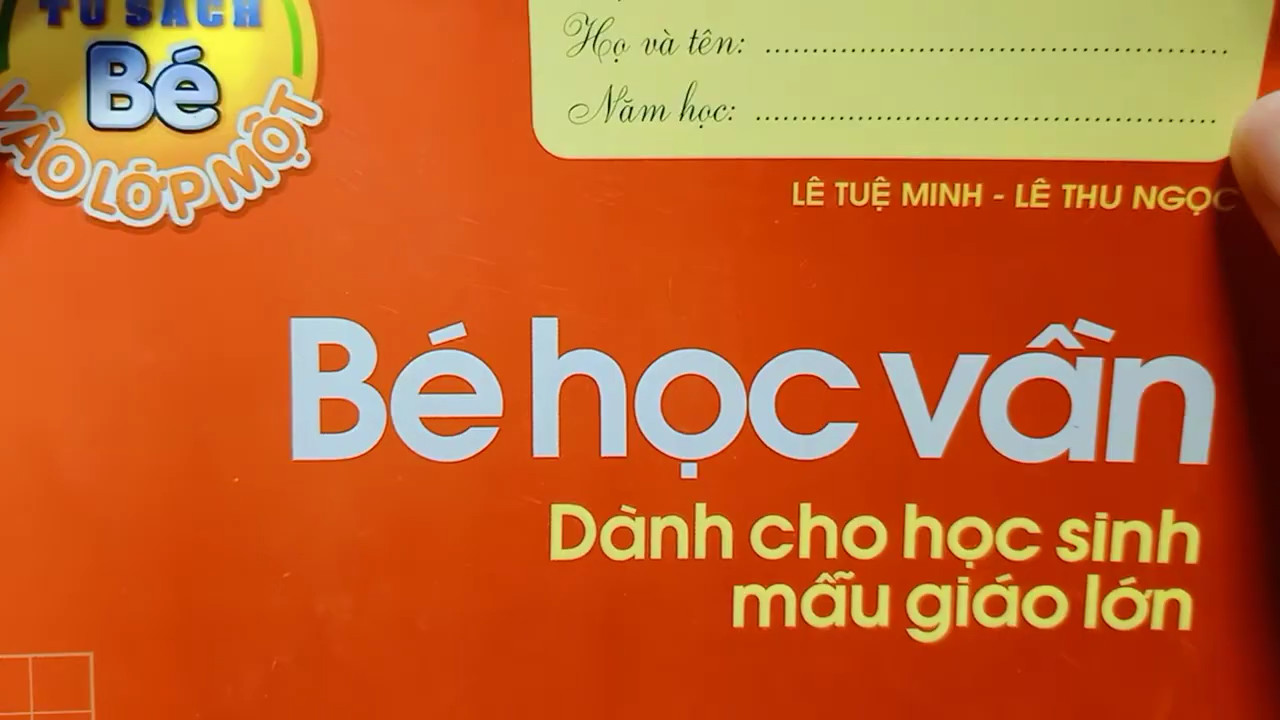 TỦ SÁCH
Bé
VÀO LỚP MỘT
Họ và tên:
Năm học:
LÊ TUỆ MINH - LÊ THU NGỌC
Bé học vần
Dành cho học sinh
mẫu giáo lớn